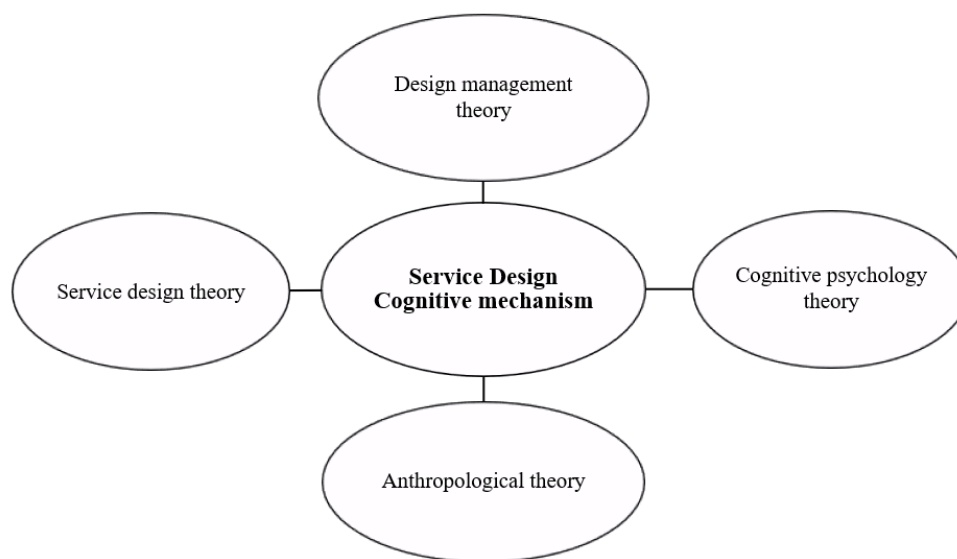 Design management
theory
Service design theory
Service Design
Cognitive mechanism
Cognitive psychology
theory
Anthropological theory